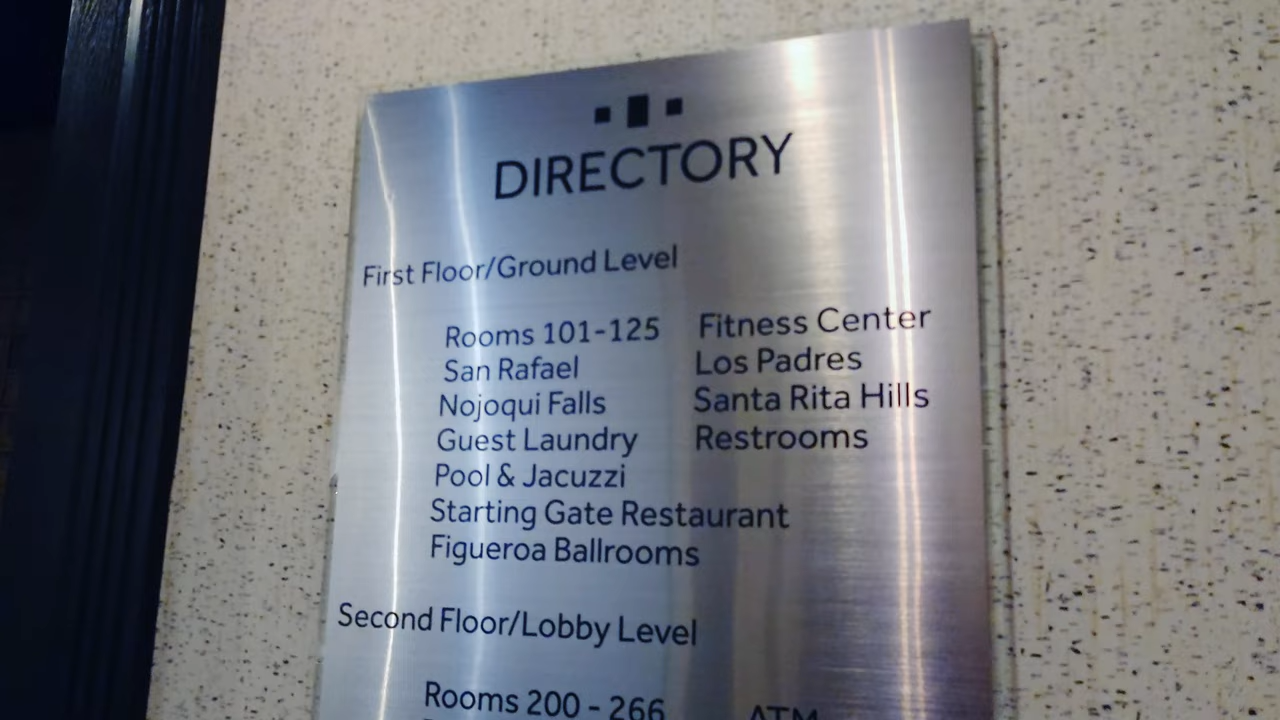 DIRECTORY
First Floor/Ground Level
Rooms 101-125
San Rafael
Nojoqui Falls
Guest Laundry
Pool & Jacuzzi
Starting Gate Restaurant
Figueroa Ballrooms
Fitness Center
Los Padres
Santa Rita Hills
Restrooms
Second Floor/Lobby Level
Rooms 200 - 266
ATM